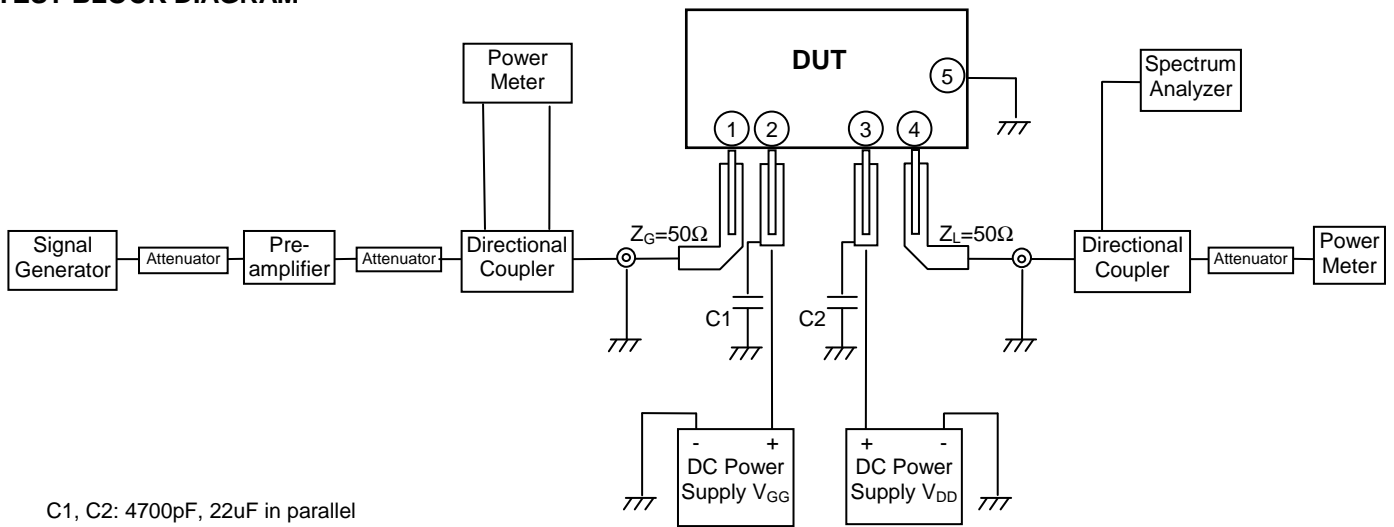 TEST BLOCK DIAGRAM
Power
Meter
DUT
5
Spectrum
Analyzer
1 2 3 4
Signal
Generator
Attenuator
Pre-
amplifier
Attenuator
Directional
Coupler
Z_G=50Ω
Z_L=50Ω
Directional
Coupler
Attenuator
Power
Meter
C1
C2
- +
DC Power
Supply V_GG
+ -
DC Power
Supply V_DD
C1, C2: 4700pF, 22uF in parallel